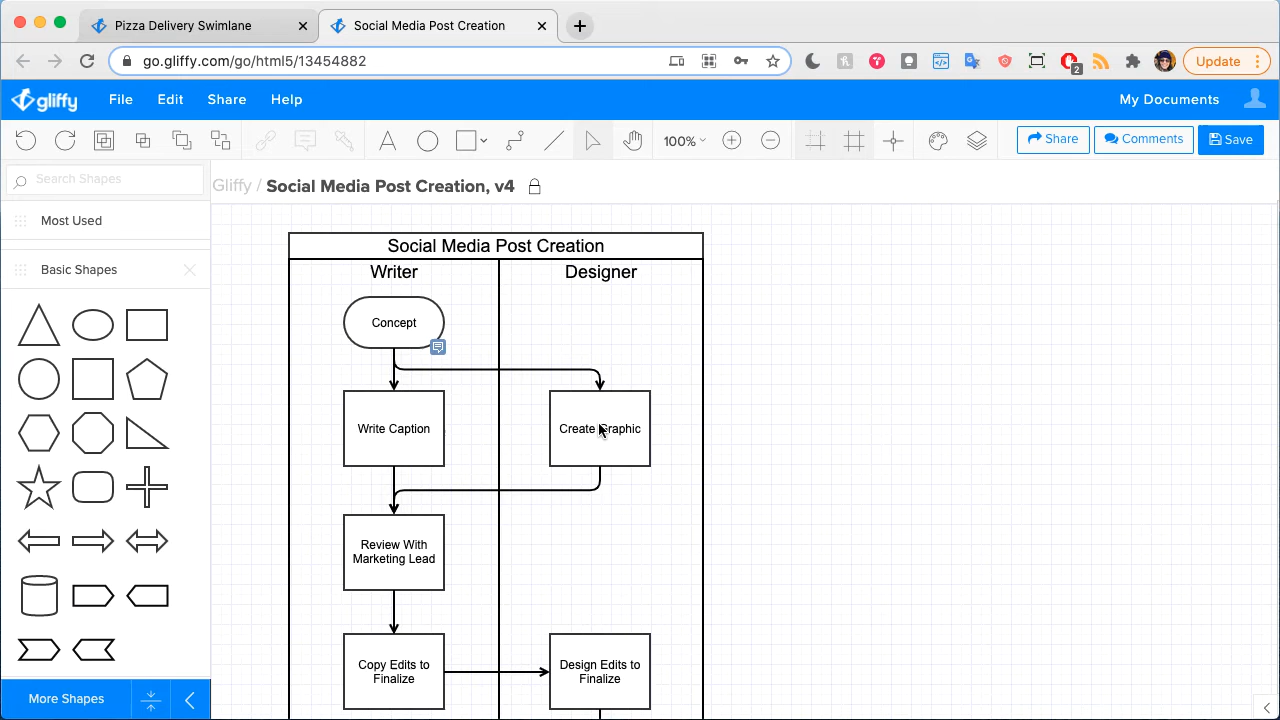 Pizza Delivery Swimlane
Social Media Post Creation
go.gliffy.com/go/html5/13454882
2
Update
gliffy
File
Edit
Share
Help
My Documents
A
100%
Share
Comments
Save
Search Shapes
Gliffy / Social Media Post Creation, v4
Most Used
Basic Shapes
More Shapes
Social Media Post Creation
Writer
Designer
Concept
Write Caption
Create Graphic
Review With
Marketing Lead
Copy Edits to
Finalize
Design Edits to
Finalize